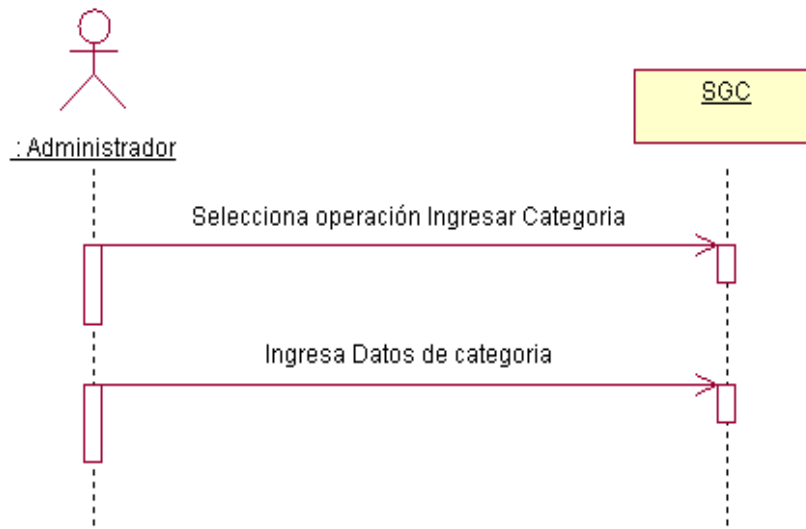 SGC
: Administrador
Selecciona operación Ingresar Categoria
Ingresa Datos de categoria